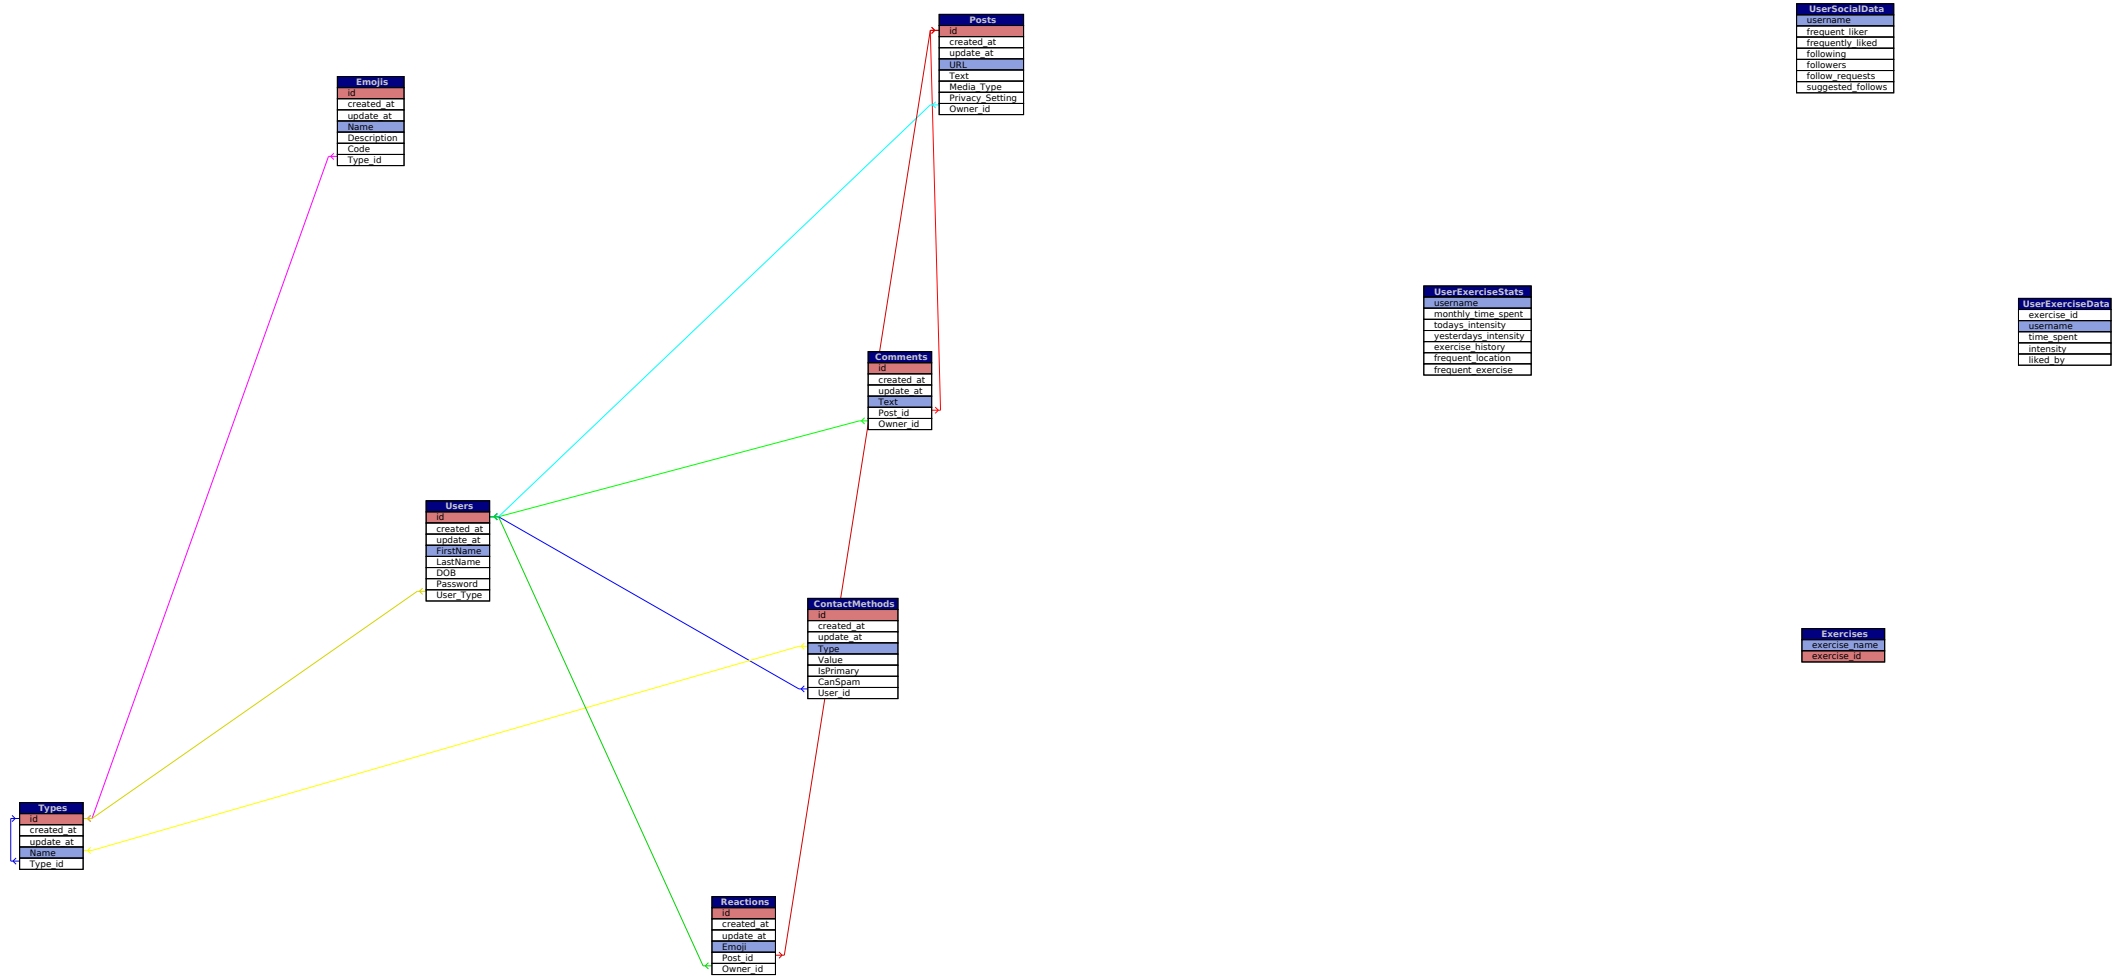 Posts
id
created_at
update_at
URL
Text
Media_Type
Privacy_Setting
Owner_id
UserSocialData
username
frequent_liker
frequently_liked
following
followers
follow_requests
suggested_follows
Emojis
id
created_at
update_at
Name
Description
Code
Type_id
UserExerciseStats
username
monthly_time_spent
todays_intensity
yesterdays_intensity
exercise_history
frequent_location
frequent_exercise
UserExerciseData
exercise_id
username
time_spent
intensity
liked_by
Comments
id
created_at
update_at
Text
Post_id
Owner_id
Users
id
created_at
update_at
FirstName
LastName
DOB
Password
User_Type
ContactMethods
id
created_at
update_at
Type
Value
IsPrimary
CanSpam
User_id
Exercises
exercise_name
exercise_id
Types
id
created_at
update_at
Name
Type_id
Reactions
id
created_at
update_at
Emoji
Post_id
Owner_id